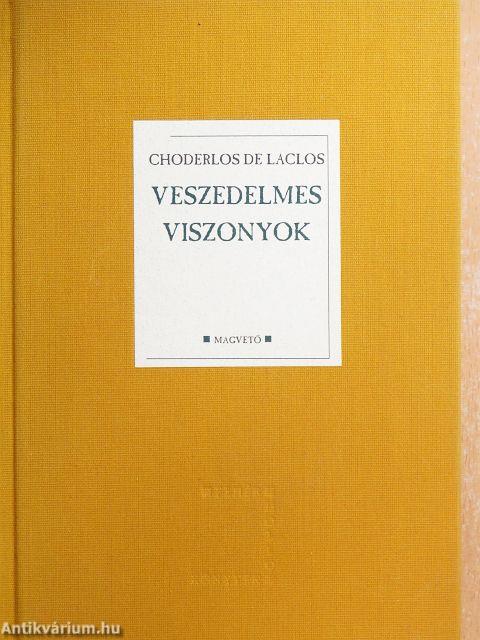 CHODERLOS DE LACLOS
VESZEDELMES
VISZONYOK
MAGVETŐ
Antikvárium.hu